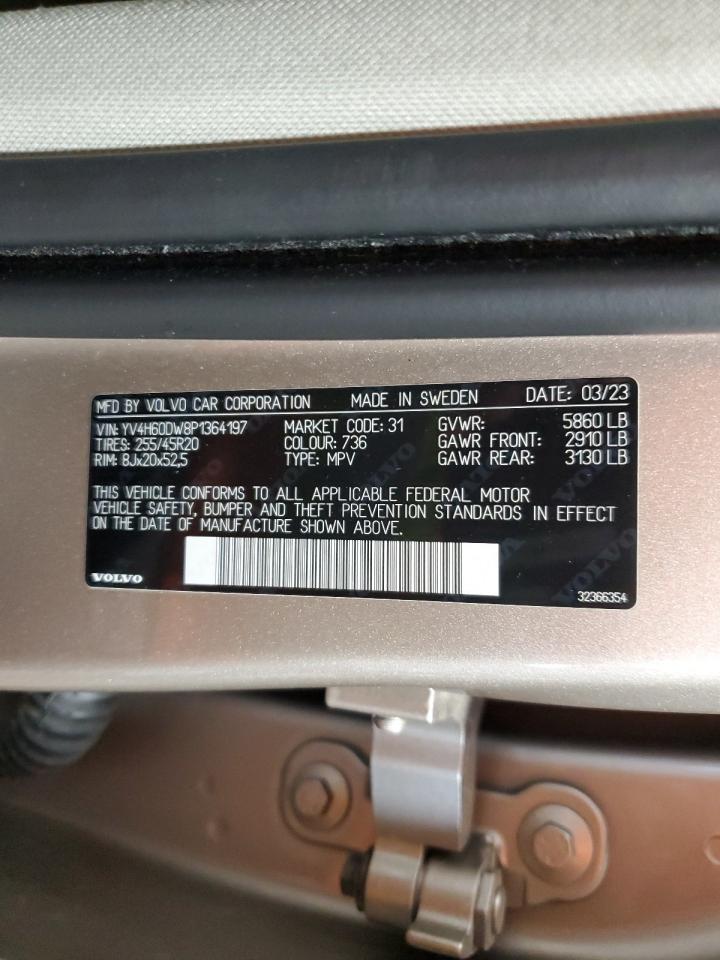 MFD BY VOLVO CAR CORPORATION MADE IN SWEDEN DATE: 03/23
VIN: YV4H60DW8P1364197 MARKET CODE: 31 GVWR: 5860 LB
TIRES: 255/45R20 COLOUR: 736 GAWR FRONT: 2910 LB
RIM: 8Jx20x52,5 TYPE: MPV GAWR REAR: 3130 LB
THIS VEHICLE CONFORMS TO ALL APPLICABLE FEDERAL MOTOR
VEHICLE SAFETY, BUMPER AND THEFT PREVENTION STANDARDS IN EFFECT
ON THE DATE OF MANUFACTURE SHOWN ABOVE.
VOLVO 32366354